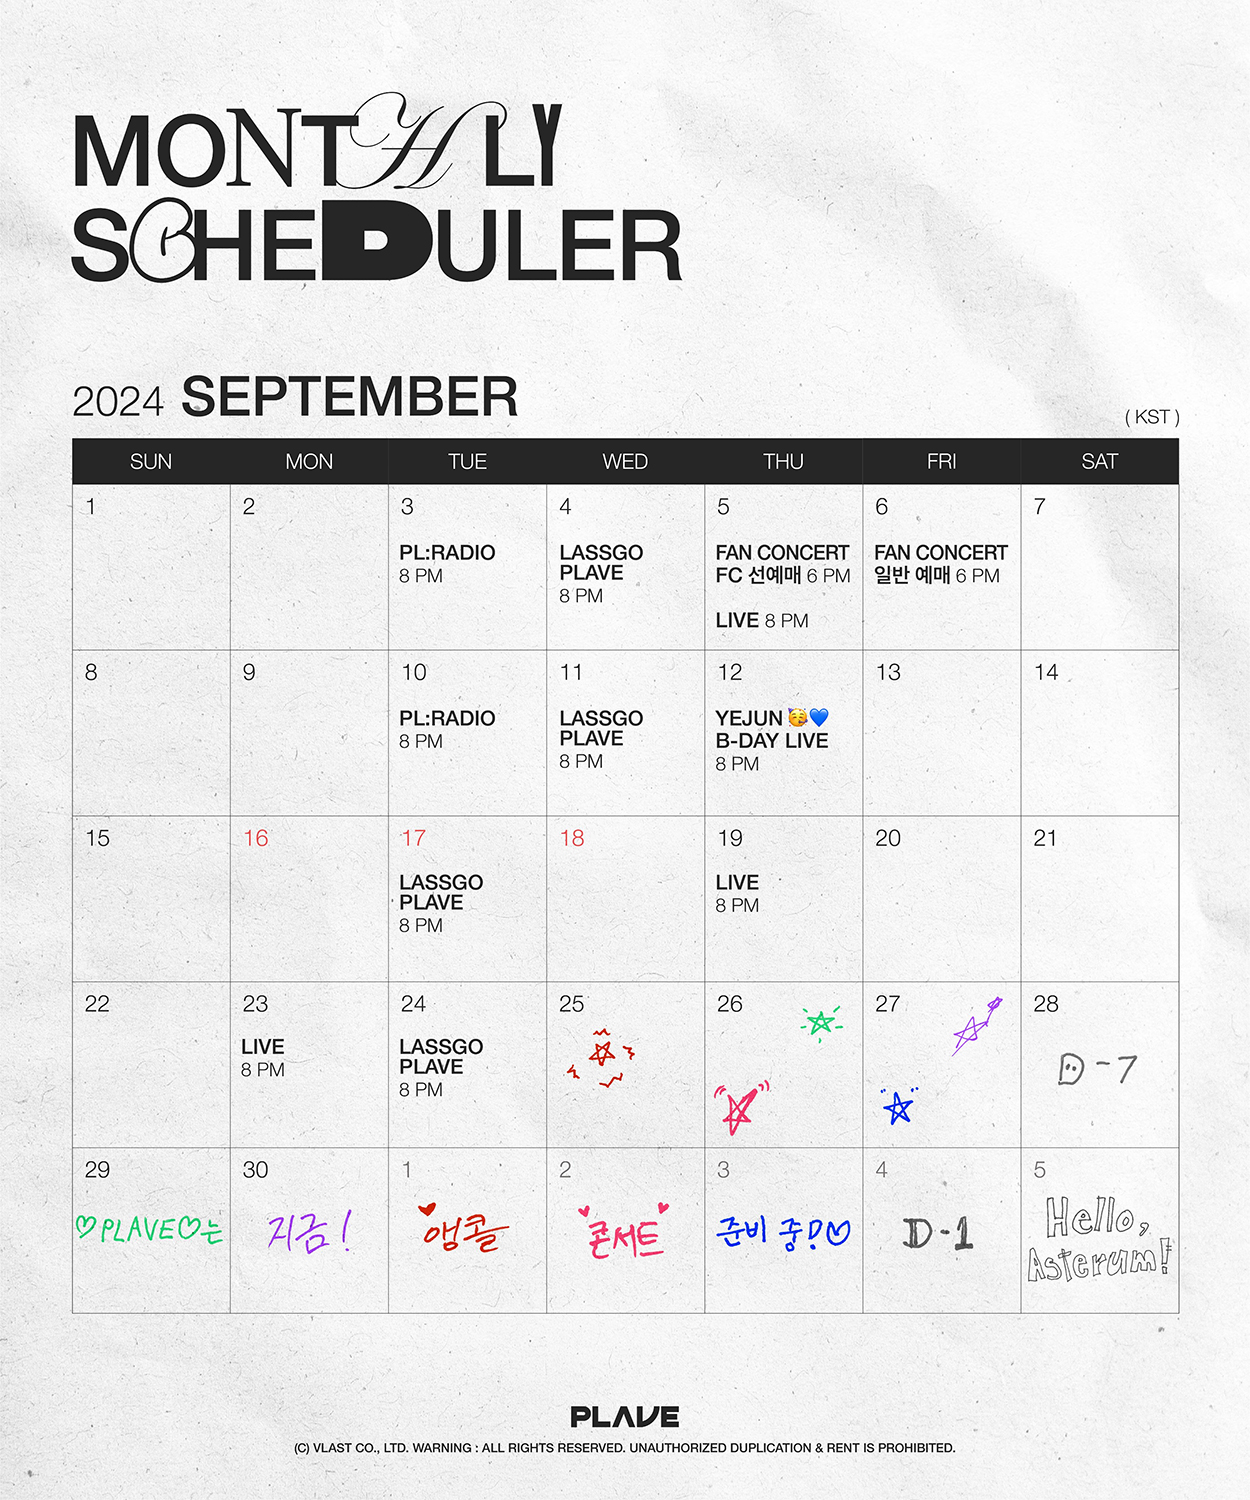 MONTHLY
SCHEDULER
2024 SEPTEMBER
( KST )
SUN MON TUE WED THU FRI SAT
1 2 3 4 5 6 7
PL:RADIO
8 PM
LASSGO
PLAVE
8 PM
FAN CONCERT
FC 선예매 6 PM
LIVE 8 PM
FAN CONCERT
일반 예매 6 PM
8 9 10 11 12 13 14
PL:RADIO
8 PM
LASSGO
PLAVE
8 PM
YEJUN 🥳💙
B-DAY LIVE
8 PM
15 16 17 18 19 20 21
LASSGO
PLAVE
8 PM
LIVE
8 PM
22 23 24 25 26 27 28
LIVE
8 PM
LASSGO
PLAVE
8 PM
D-7
29 30 1 2 3 4 5
♡PLAVE♡는
지금!
앵콜
콘서트
준비 중!♡
D-1
Hello,
Asterum!
PLAVE
(C) VLAST CO., LTD. WARNING : ALL RIGHTS RESERVED. UNAUTHORIZED DUPLICATION & RENT IS PROHIBITED.